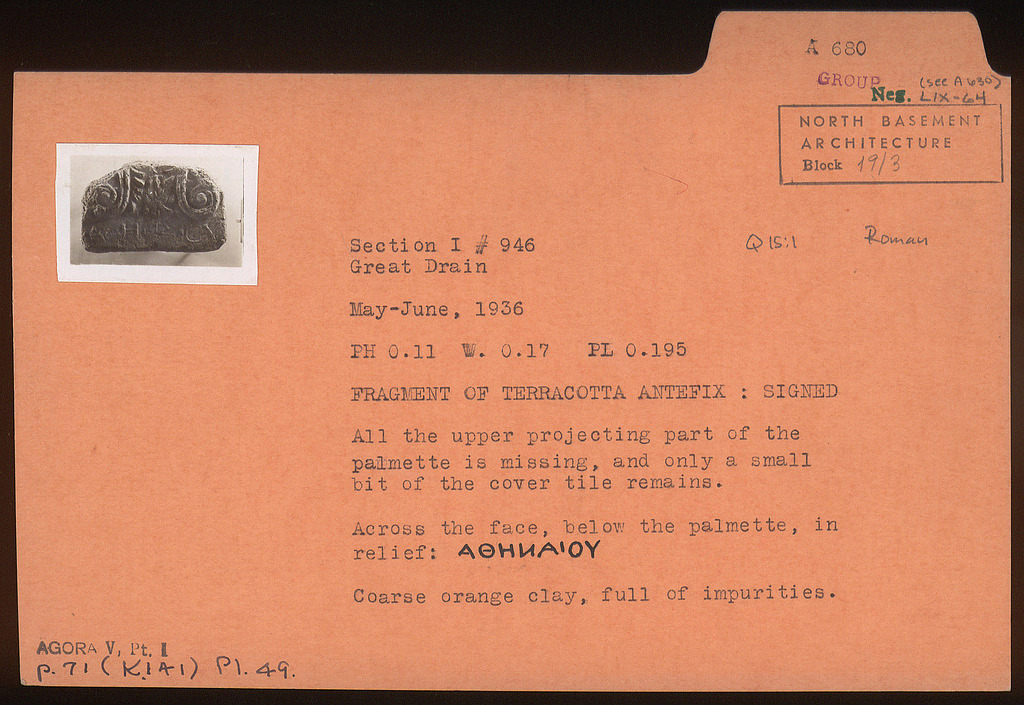 A 680
GROUP (see A 630)
Neg. LIX-64
NORTH BASEMENT
ARCHITECTURE
Block 19/3
Section I # 946
Q 15:1
Roman
Great Drain
May-June, 1936
PH 0.11 W. 0.17 PL 0.195
FRAGMENT OF TERRACOTTA ANTEFIX : SIGNED
All the upper projecting part of the
palmette is missing, and only a small
bit of the cover tile remains.
Across the face, below the palmette, in
relief: ΑΘΗΝΑΙΟΥ
Coarse orange clay, full of impurities.
AGORA V, Pt. I
p. 71 (K.1A1) Pl. 49.